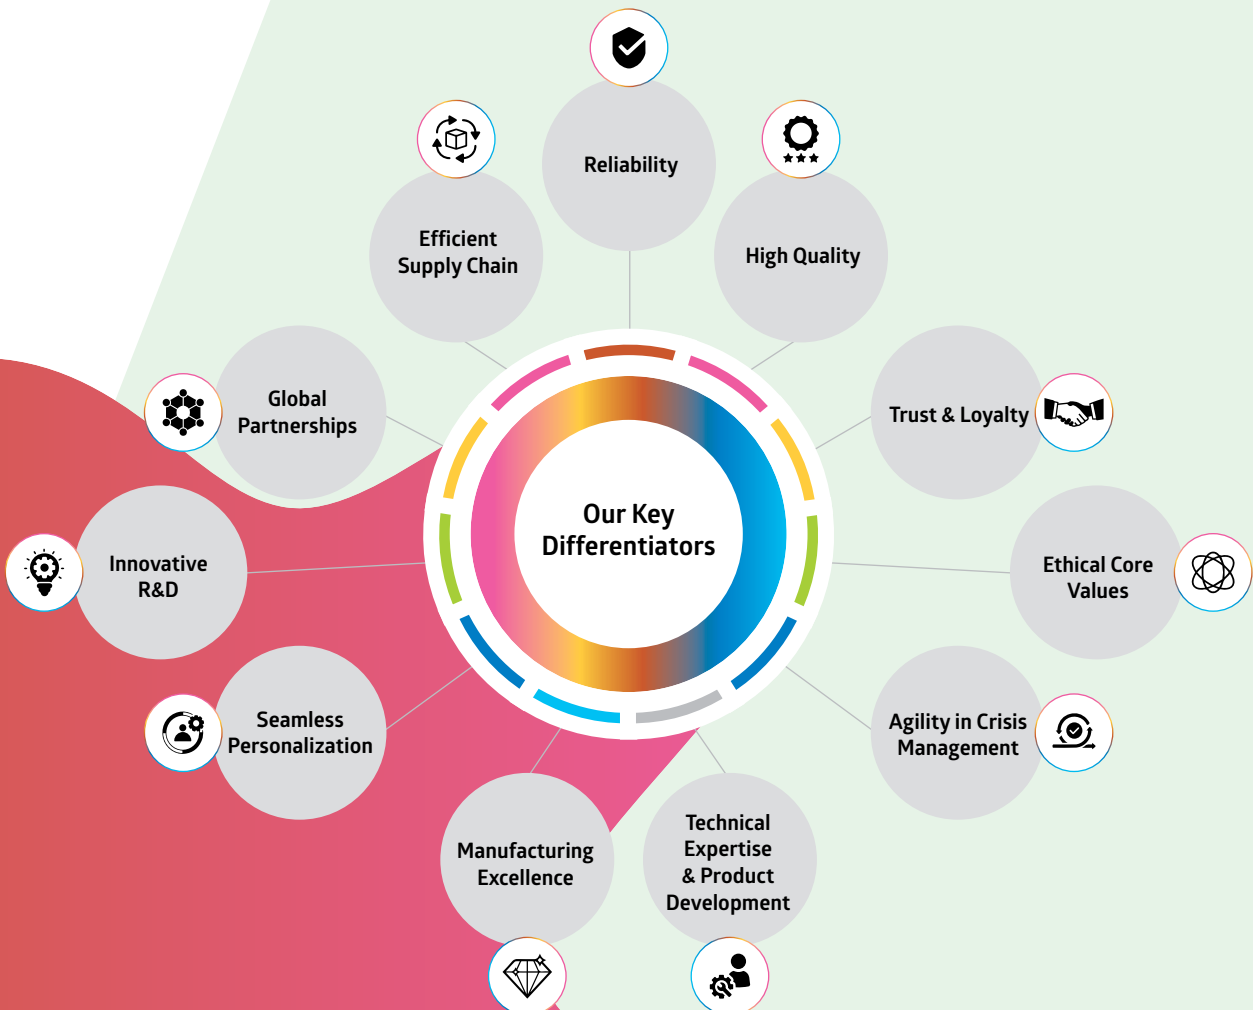 Reliability
High Quality
Trust & Loyalty
Ethical Core
Values
Agility in Crisis
Management
Technical
Expertise
& Product
Development
Manufacturing
Excellence
Seamless
Personalization
Innovative
R&D
Global
Partnerships
Efficient
Supply Chain
Our Key
Differentiators